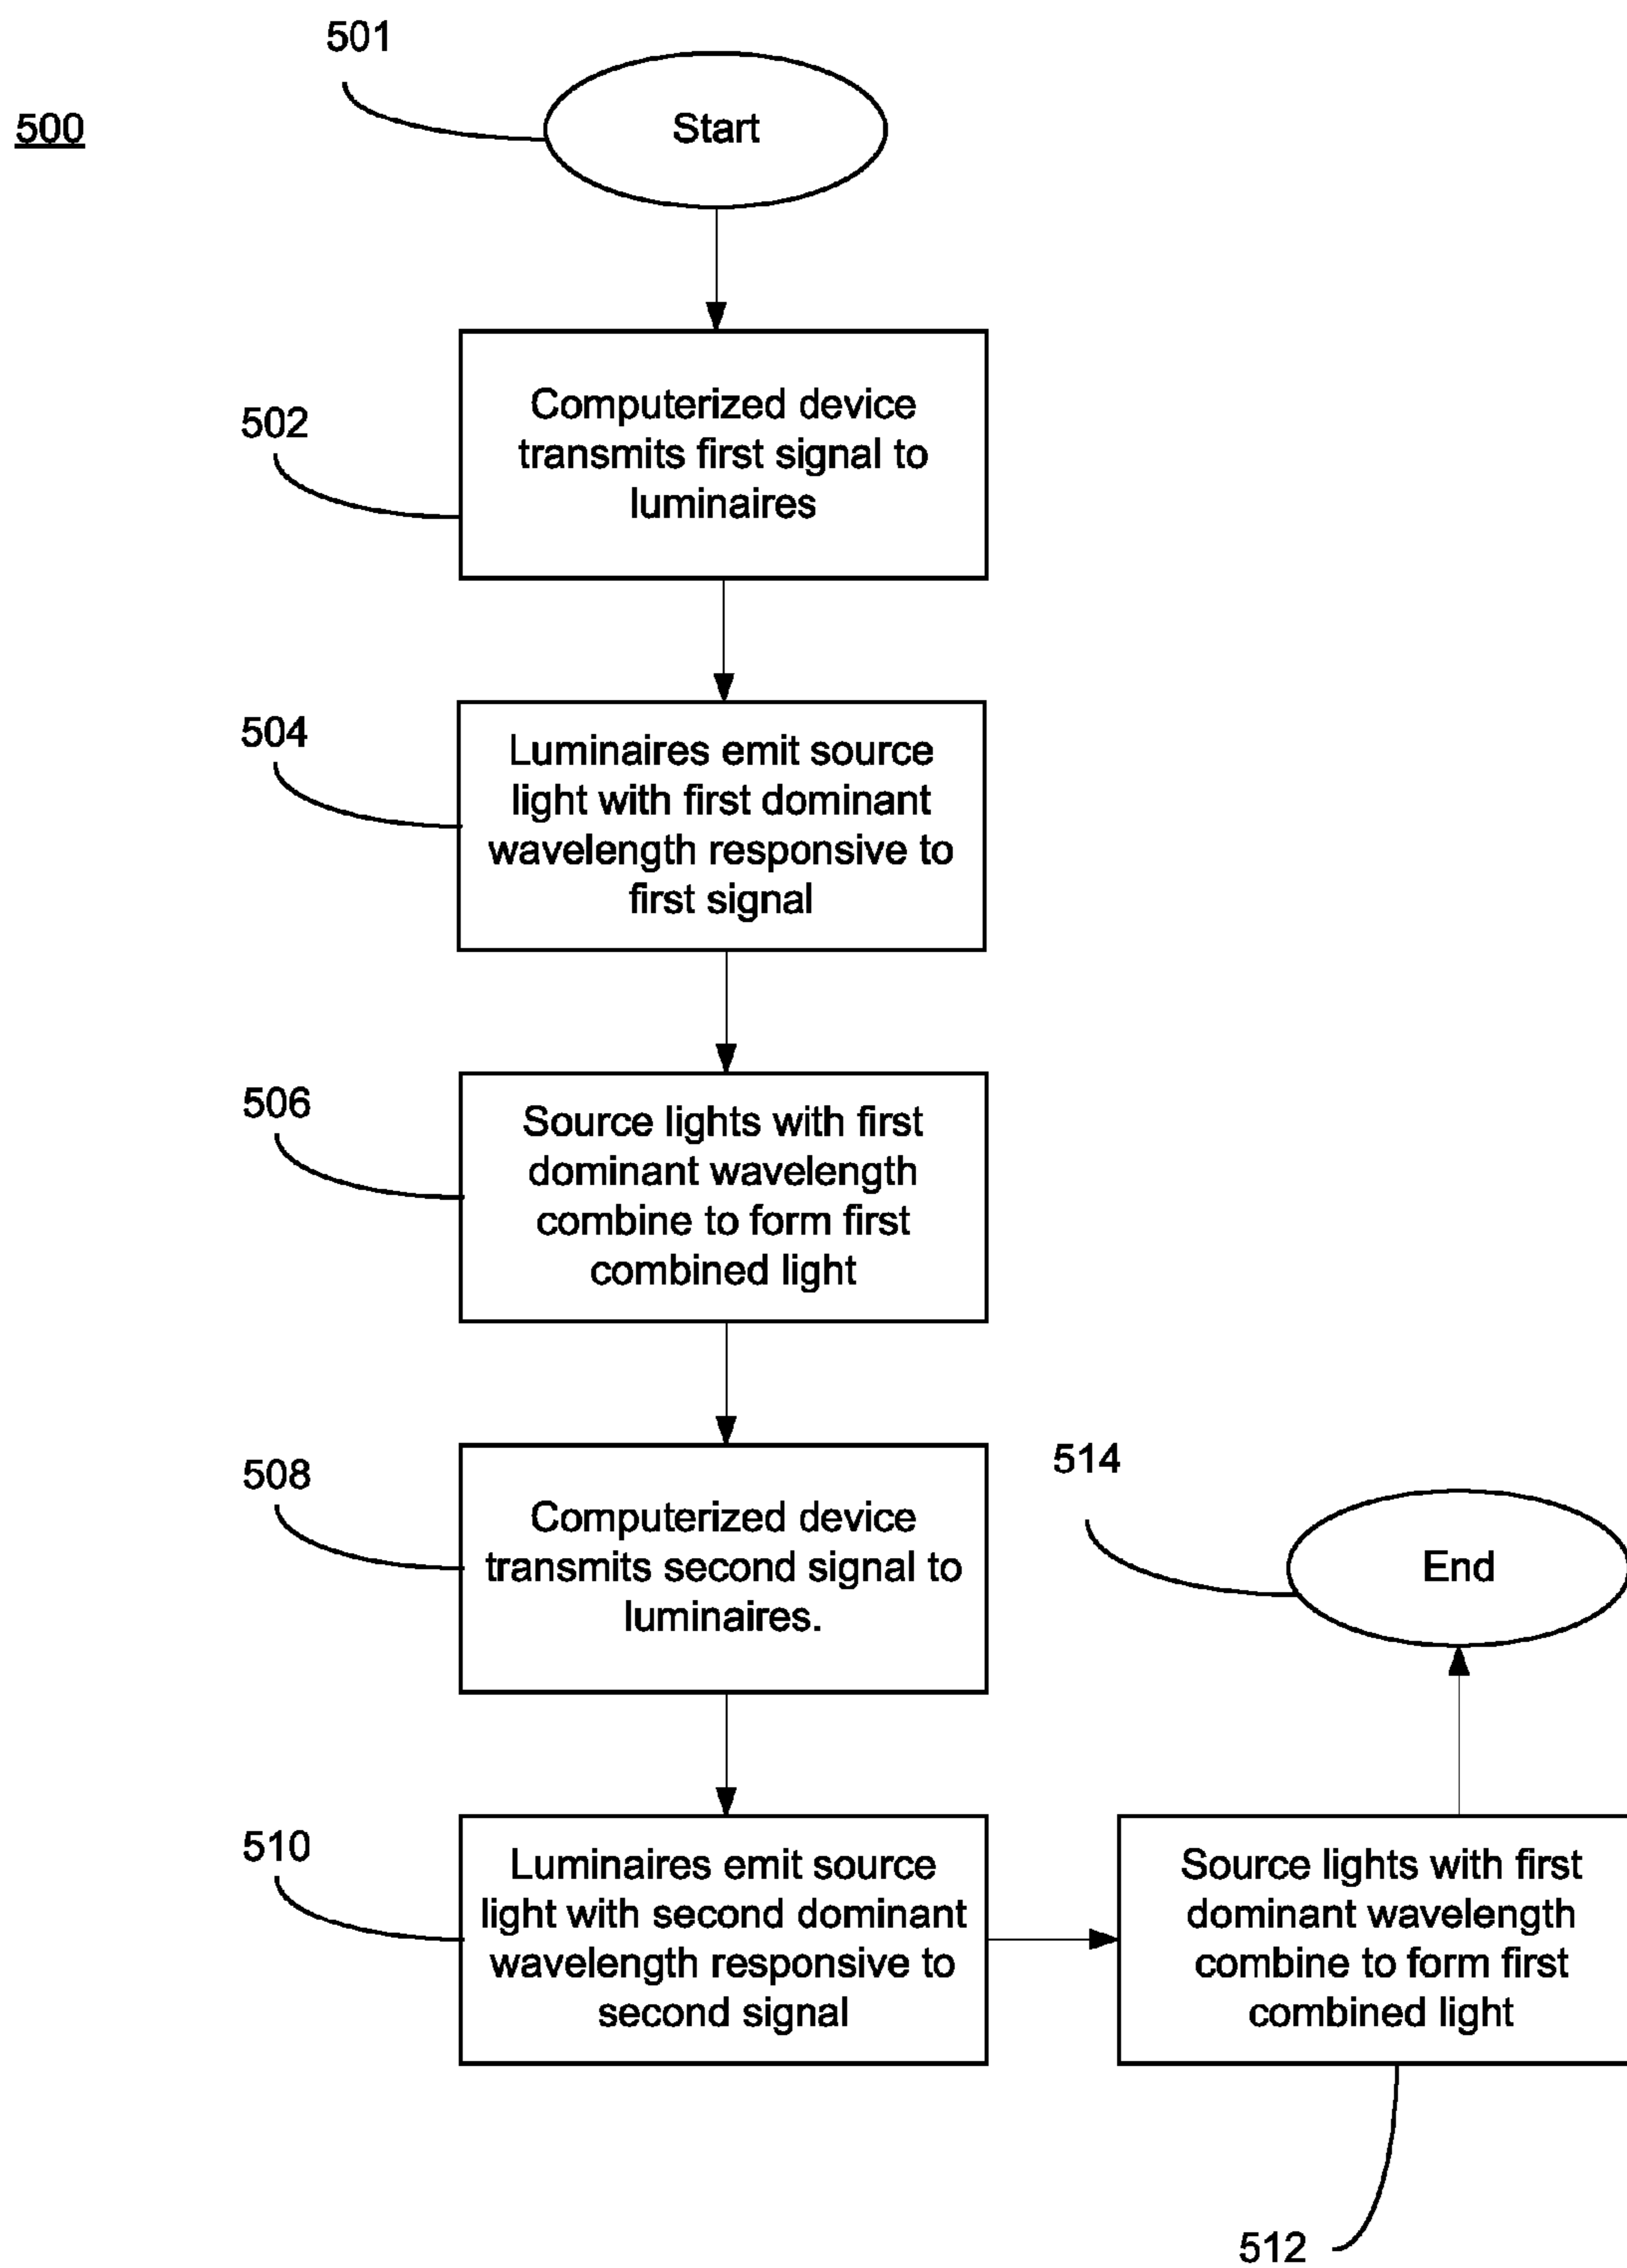 500
501
Start
502
Computerized device
transmits first signal to
luminaires
504
Luminaires emit source
light with first dominant
wavelength responsive to
first signal
506
Source lights with first
dominant wavelength
combine to form first
combined light
508
Computerized device
transmits second signal to
luminaires.
510
Luminaires emit source
light with second dominant
wavelength responsive to
second signal
Source lights with first
dominant wavelength
combine to form first
combined light
512
514
End